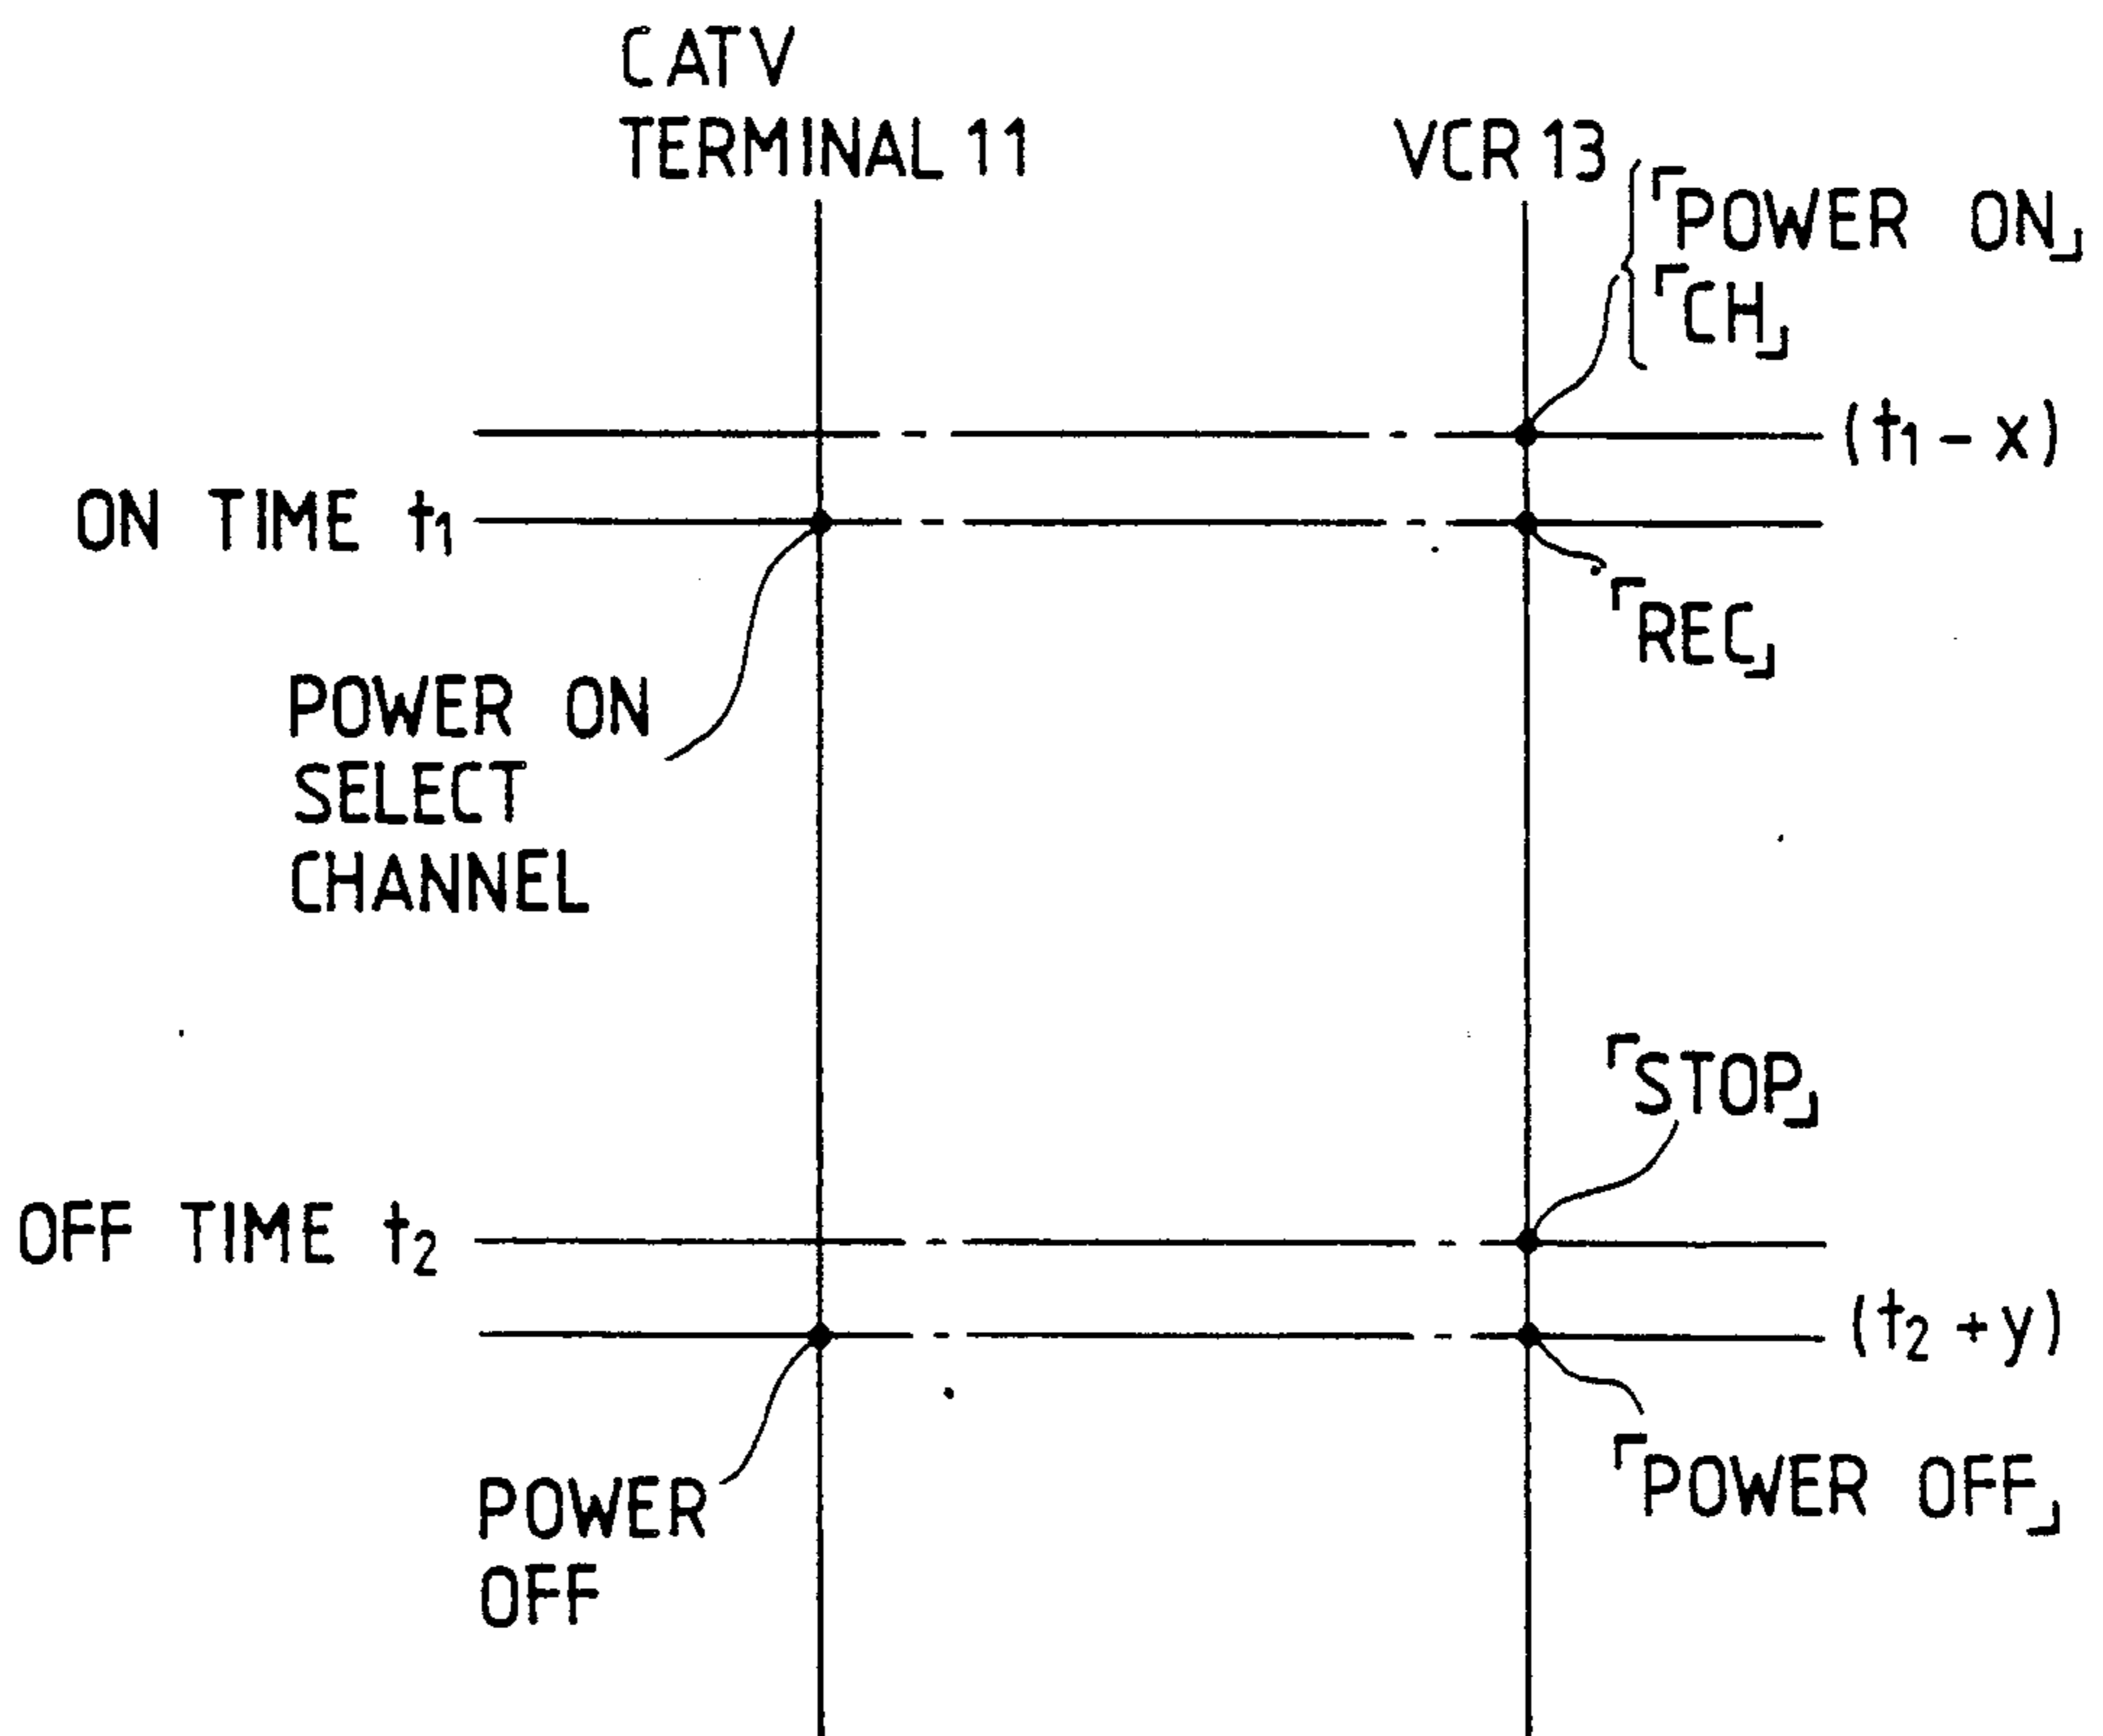 CATV
TERMINAL 11
VCR 13
「POWER ON」
「CH」
(t₁ - x)
ON TIME t₁
「REC」
POWER ON
SELECT
CHANNEL
「STOP」
OFF TIME t₂
(t₂ + y)
POWER
OFF
「POWER OFF」